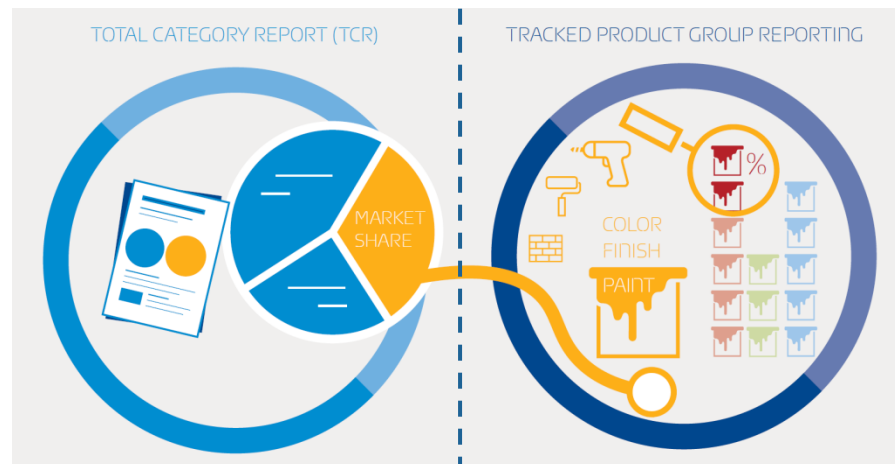 TOTAL CATEGORY REPORT (TCR)
TRACKED PRODUCT GROUP REPORTING
MARKET
SHARE
%
COLOR
FINISH
PAINT